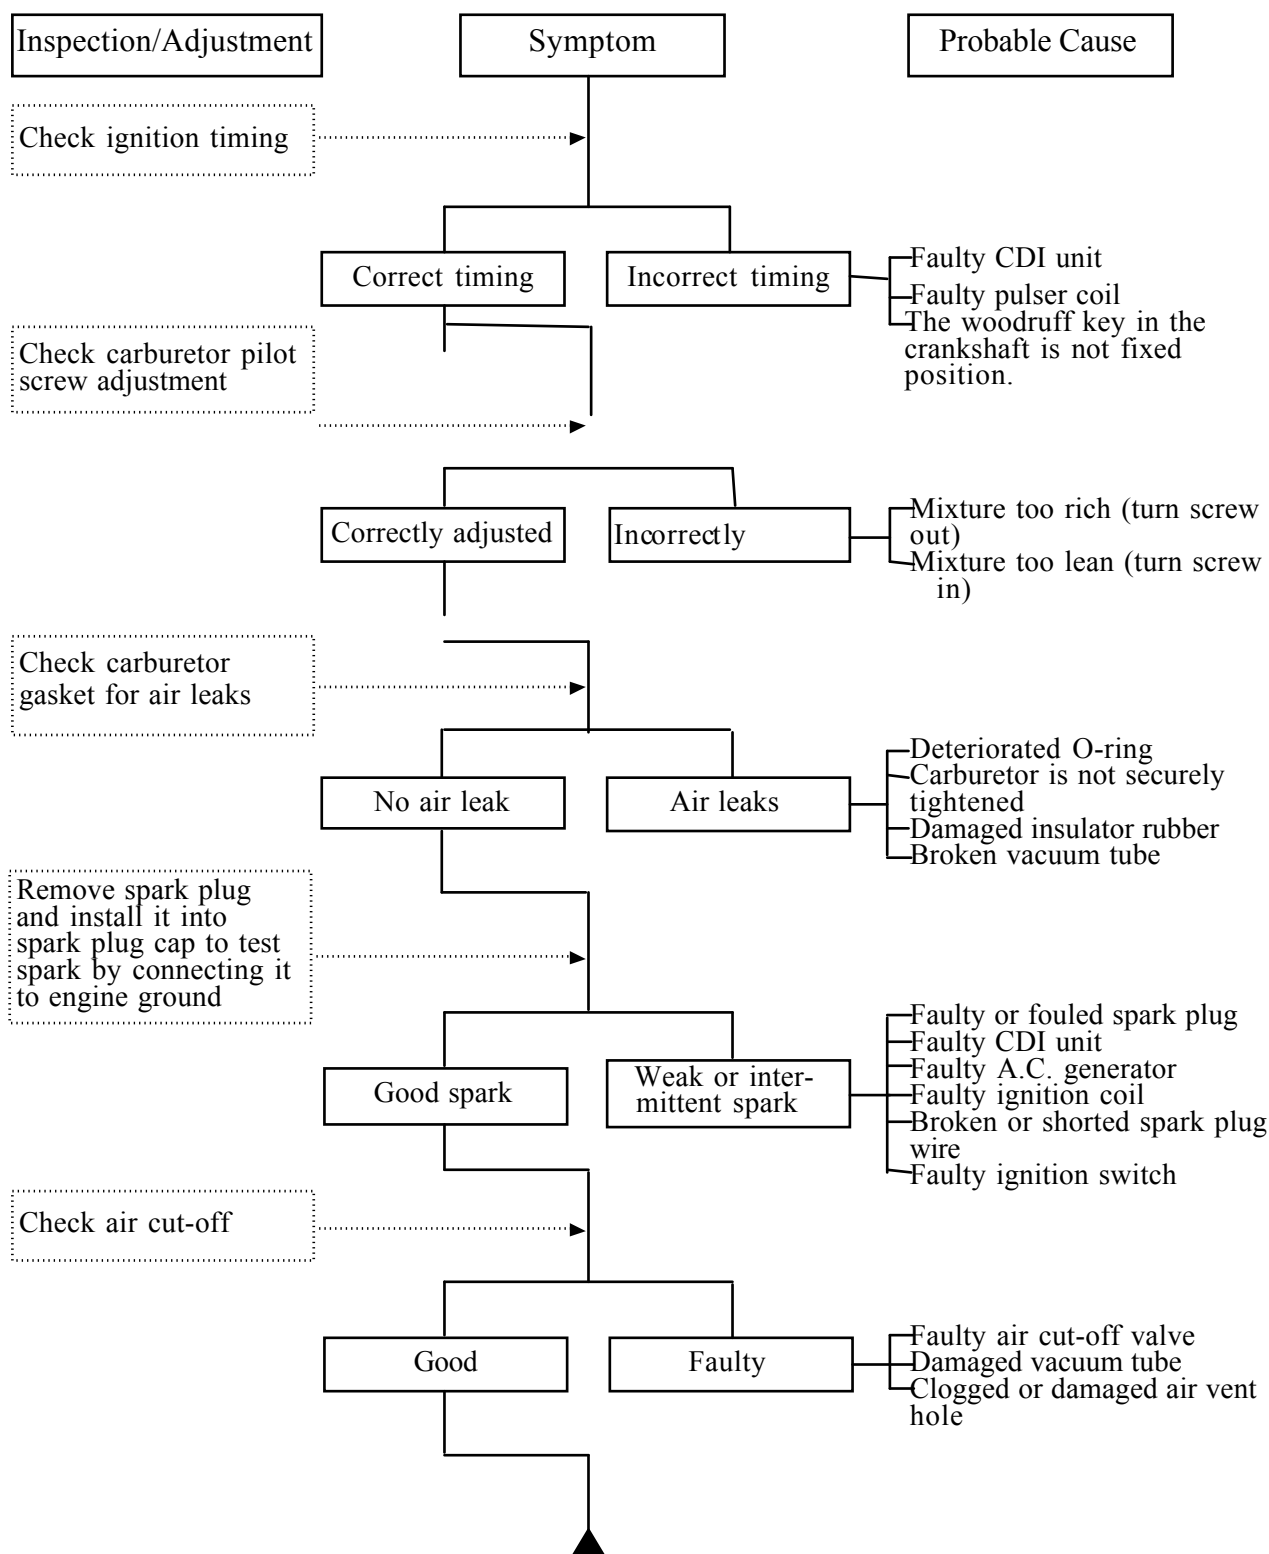 Inspection/Adjustment
Symptom
Probable Cause
Check ignition timing
Correct timing
Incorrect timing
Faulty CDI unit
Faulty pulser coil
The woodruff key in the
crankshaft is not fixed
position.
Check carburetor pilot
screw adjustment
Correctly adjusted
Incorrectly
Mixture too rich (turn screw
out)
Mixture too lean (turn screw
in)
Check carburetor
gasket for air leaks
No air leak
Air leaks
Deteriorated O-ring
Carburetor is not securely
tightened
Damaged insulator rubber
Broken vacuum tube
Remove spark plug
and install it into
spark plug cap to test
spark by connecting it
to engine ground
Good spark
Weak or inter-
mittent spark
Faulty or fouled spark plug
Faulty CDI unit
Faulty A.C. generator
Faulty ignition coil
Broken or shorted spark plug
wire
Faulty ignition switch
Check air cut-off
Good
Faulty
Faulty air cut-off valve
Damaged vacuum tube
Clogged or damaged air vent
hole